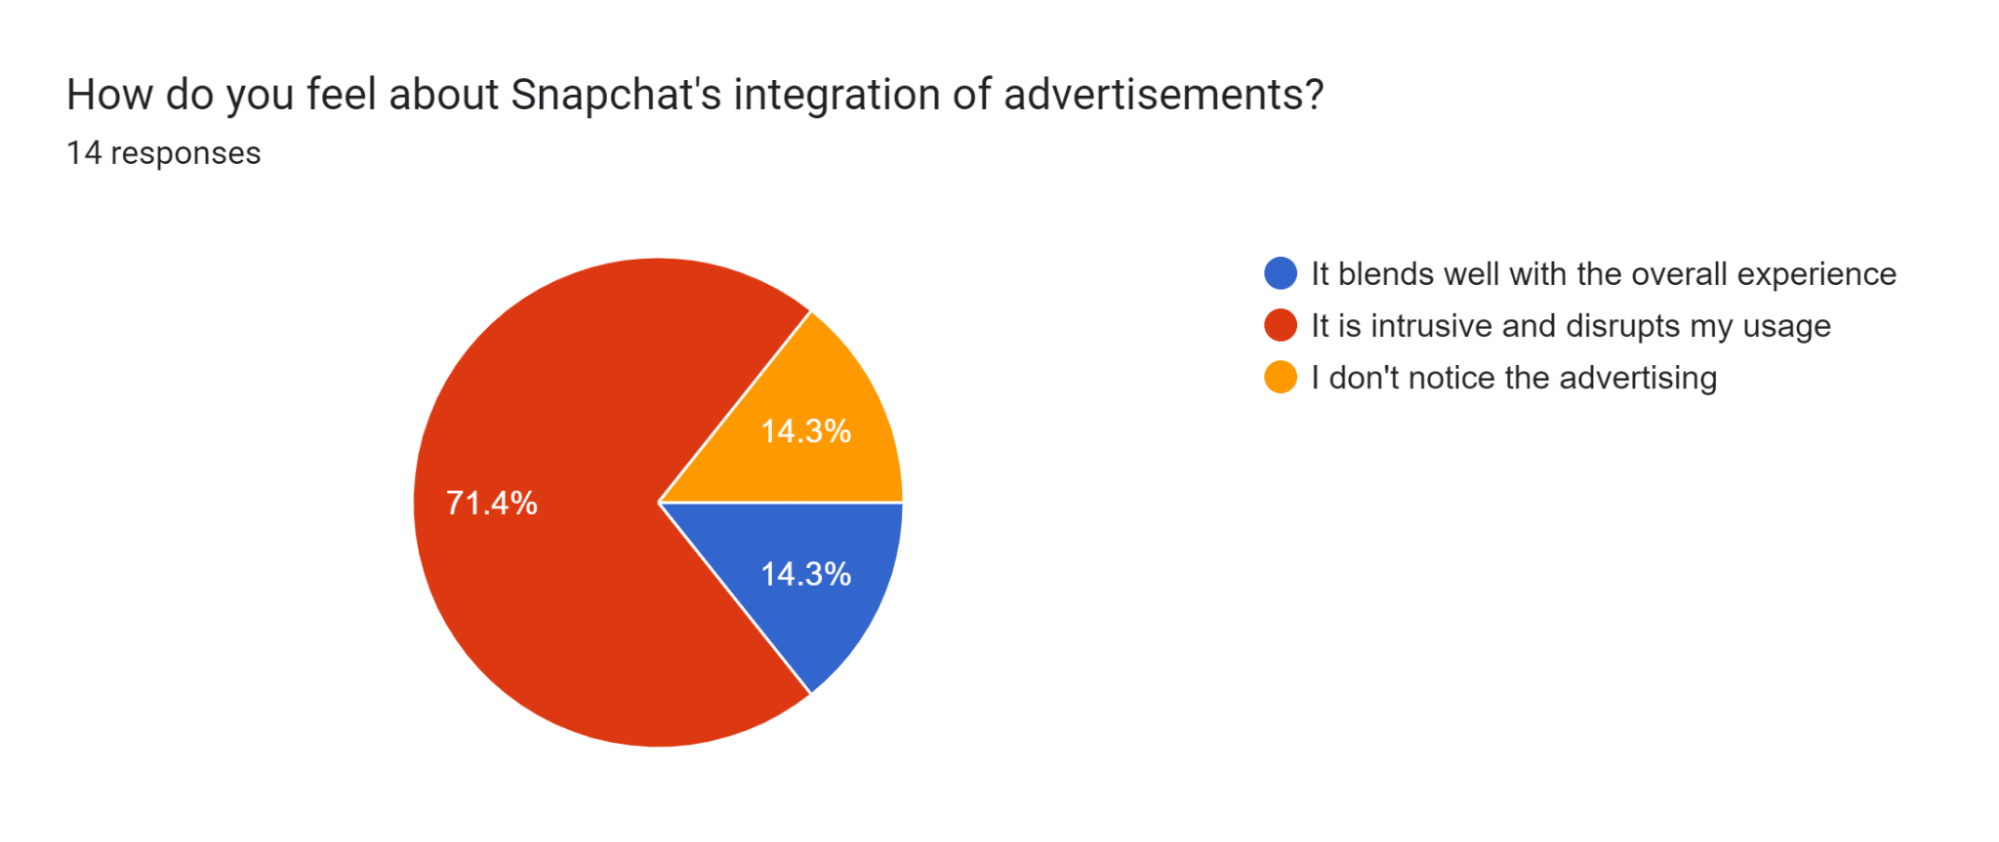 How do you feel about Snapchat's integration of advertisements?
14 responses
It blends well with the overall experience
It is intrusive and disrupts my usage
I don't notice the advertising
14.3%
71.4%
14.3%